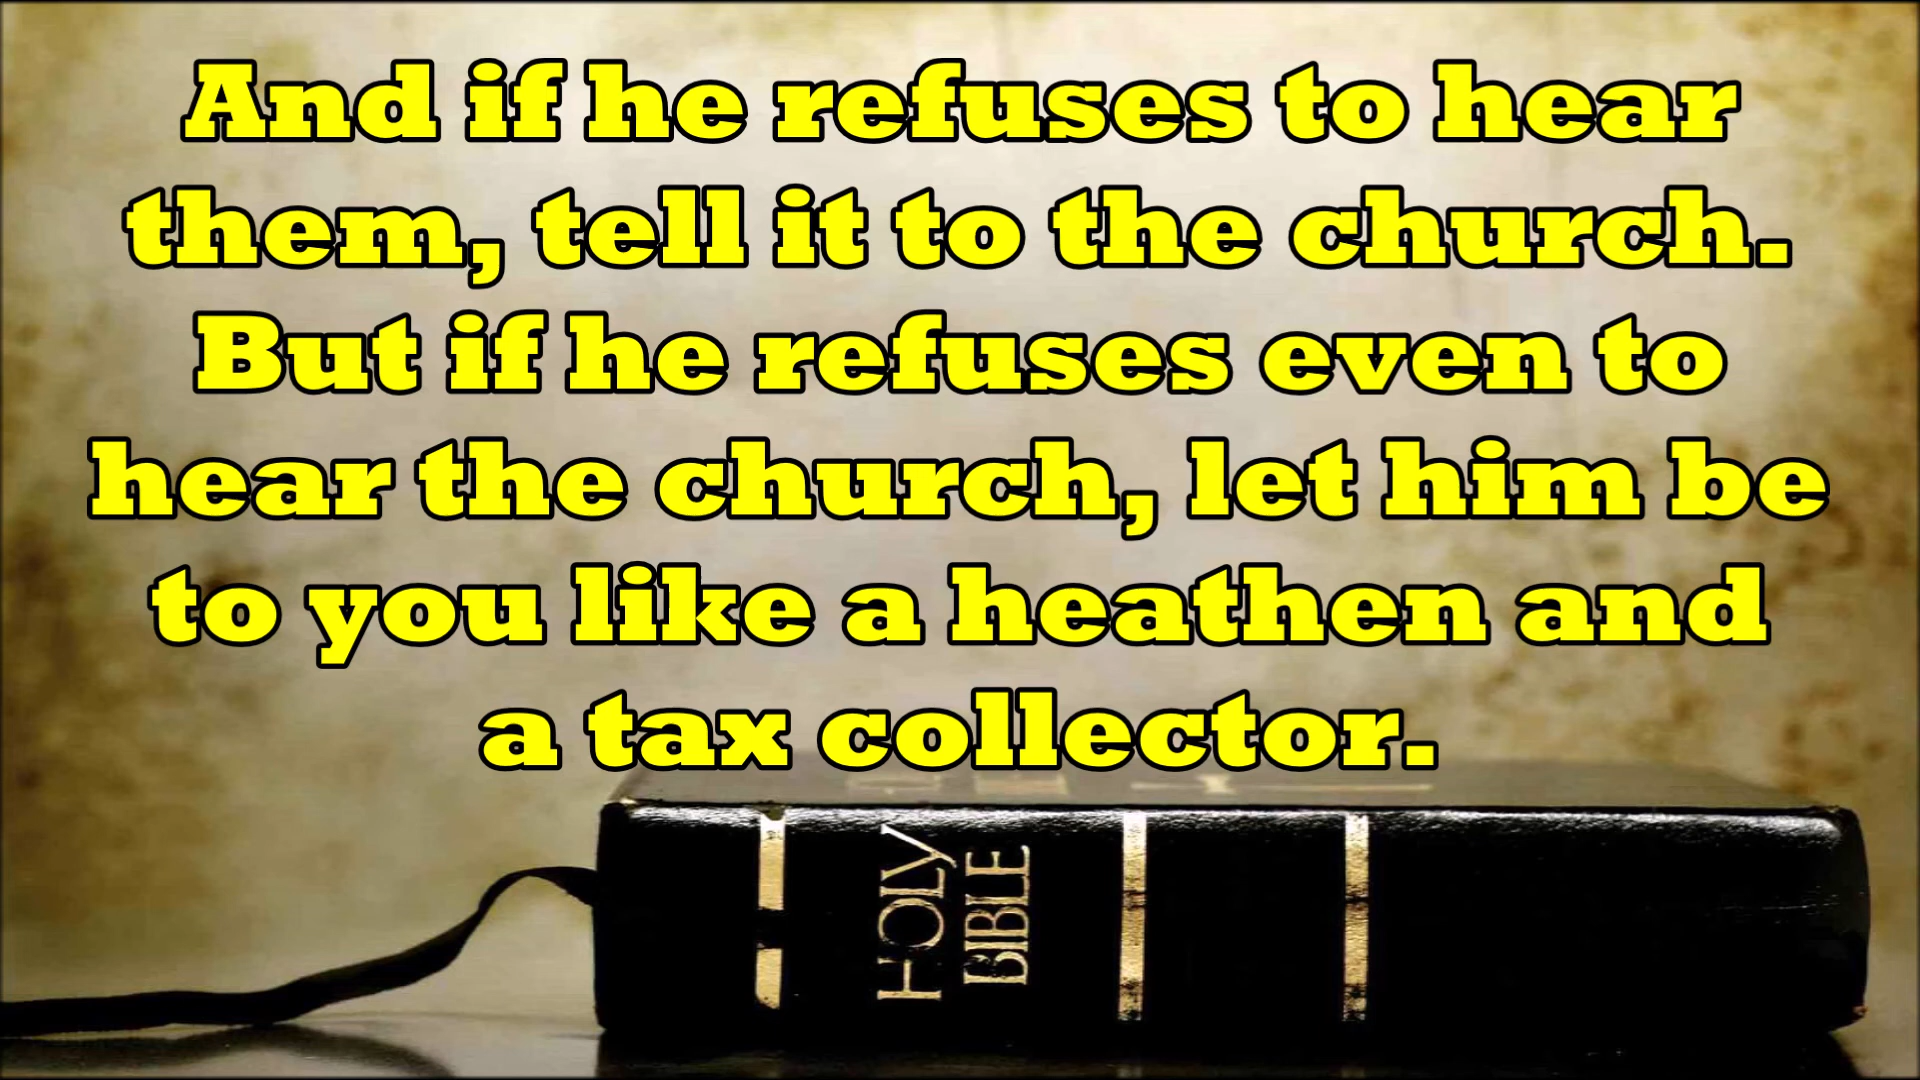 And if he refuses to hear
them, tell it to the church.
But if he refuses even to
hear the church, let him be
to you like a heathen and
a tax collector.
HOLY
BIBLE